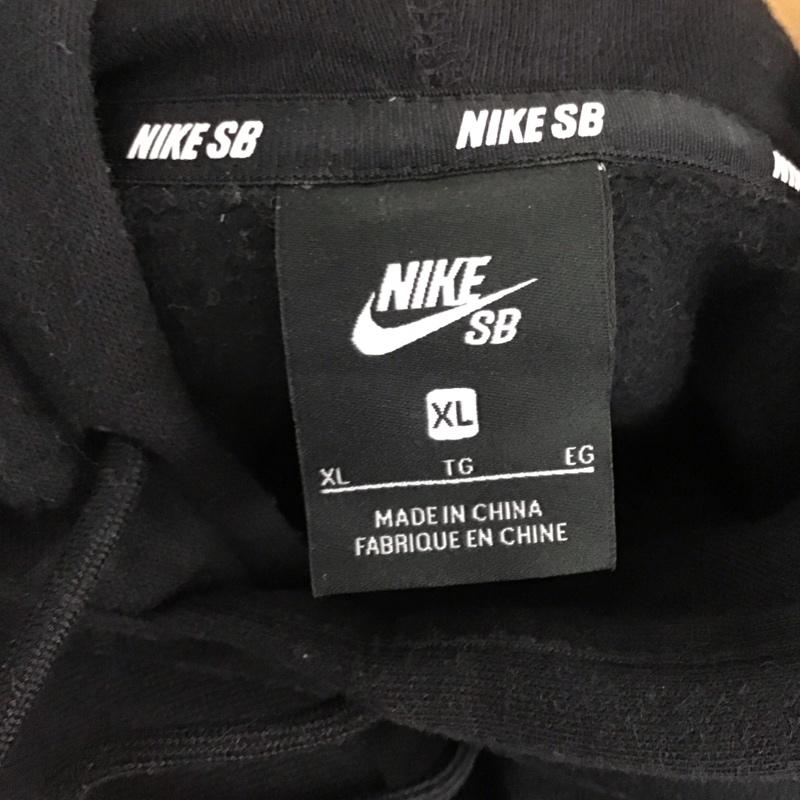 NIKE SB NIKE SB
NIKE
SB
XL
XL TG EG
MADE IN CHINA
FABRIQUE EN CHINE